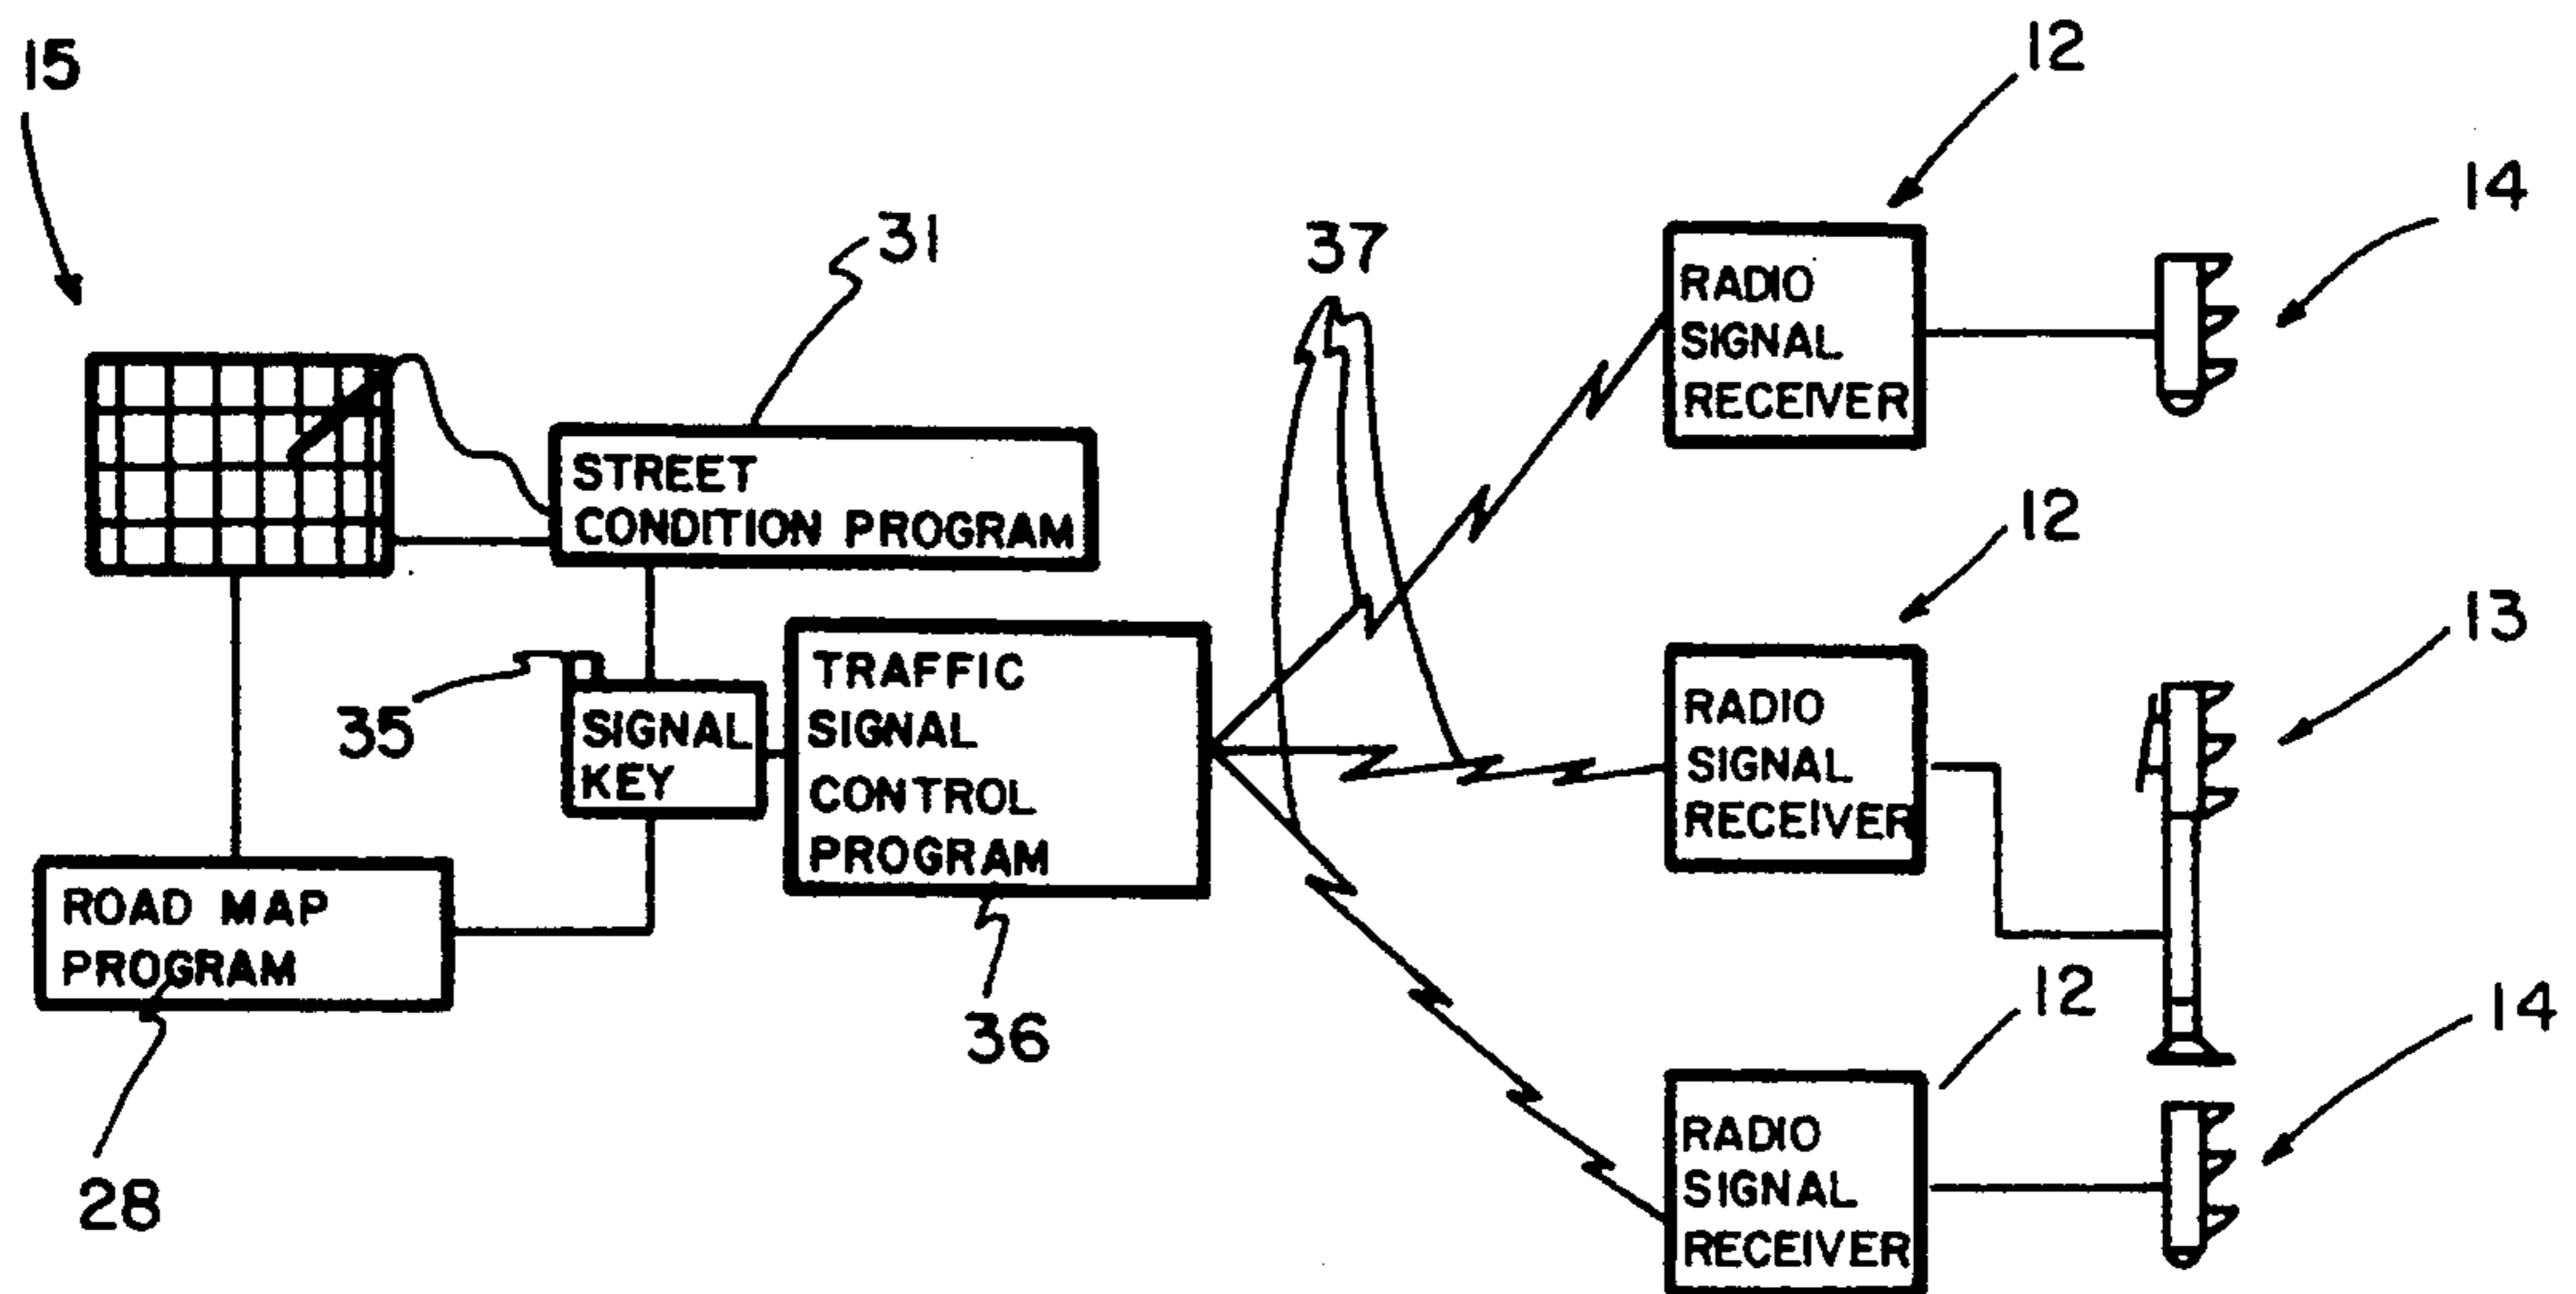 15
12
14
31
37
RADIO
SIGNAL
RECEIVER
STREET
CONDITION PROGRAM
12
13
35
SIGNAL
KEY
TRAFFIC
SIGNAL
CONTROL
PROGRAM
RADIO
SIGNAL
RECEIVER
ROAD MAP
PROGRAM
36
12
14
28
RADIO
SIGNAL
RECEIVER